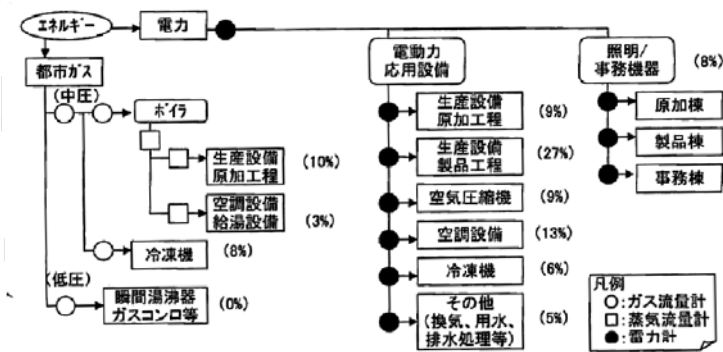 エネルギー
電力
都市ガス
(中圧)
ボイラ
生産設備
原加工程
(10%)
空調設備
給湯設備
(3%)
冷凍機
(8%)
(低圧)
瞬間湯沸器
ガスコンロ等
(0%)
電動力
応用設備
生産設備
原加工程
(9%)
生産設備
製品工程
(27%)
空気圧縮機
(9%)
空調設備
(13%)
冷凍機
(6%)
その他
(換気、用水、
排水処理等)
(5%)
照明/
事務機器
(8%)
原加棟
製品棟
事務棟
凡例
○:ガス流量計
□:蒸気流量計
●:電力計